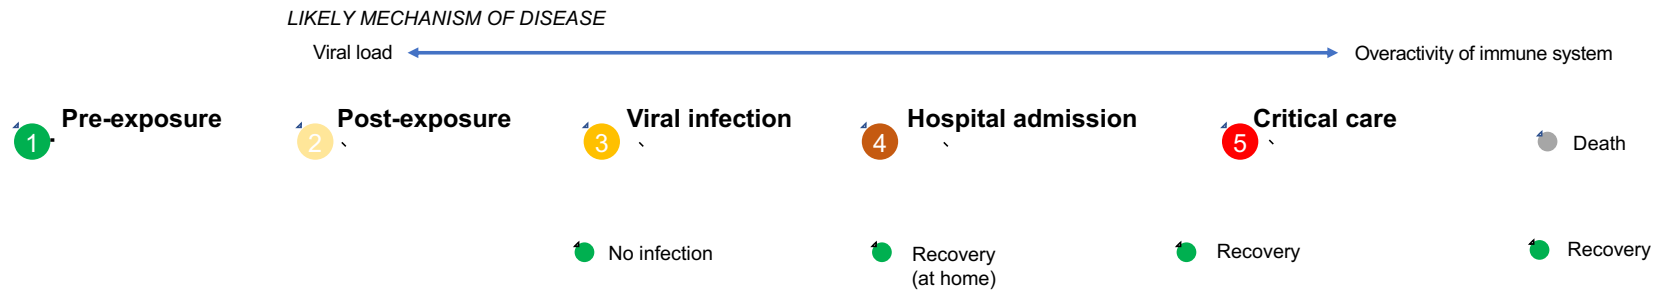 LIKELY MECHANISM OF DISEASE
Viral load
Overactivity of immune system
1 Pre-exposure
2 Post-exposure
3 Viral infection
4 Hospital admission
5 Critical care
Death
No infection
Recovery
(at home)
Recovery
Recovery